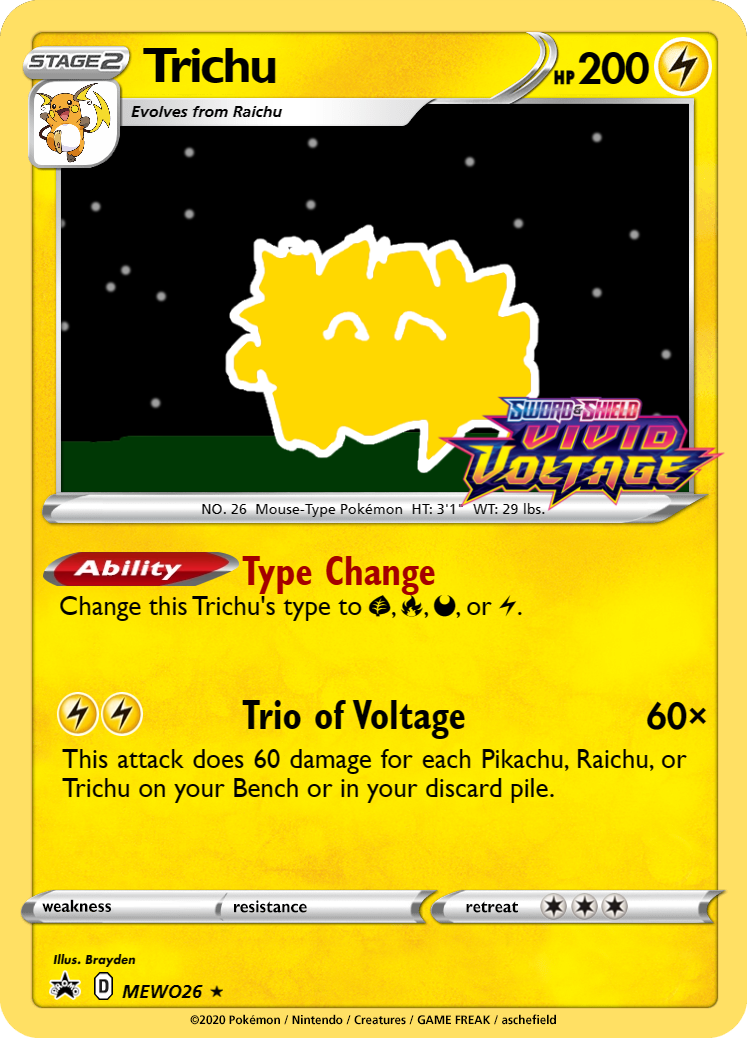 STAGE2
Trichu
HP 200
Evolves from Raichu
SWORD & SHIELD
VIVID
VOLTAGE
NO. 26 Mouse-Type Pokémon HT: 3'1" WT: 29 lbs.
Ability Type Change
Change this Trichu's type to , , , or .
Trio of Voltage 60×
This attack does 60 damage for each Pikachu, Raichu, or
Trichu on your Bench or in your discard pile.
weakness resistance retreat
Illus. Brayden
PROMO D MEWO26 ★
©2020 Pokémon / Nintendo / Creatures / GAME FREAK / aschefield